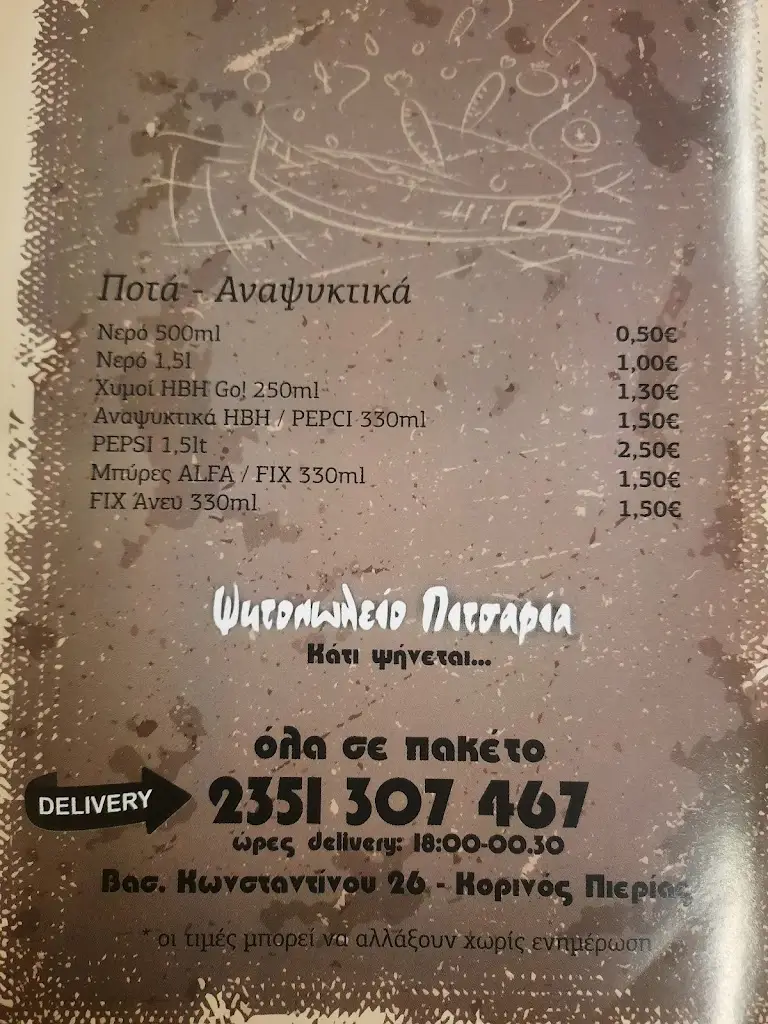 Ποτά - Αναψυκτικά
Νερό 500ml 0,50€
Νερό 1,5l 1,00€
Χυμοί ΗΒΗ Go! 250ml 1,30€
Αναψυκτικά ΗΒΗ / PEPCI 330ml 1,50€
PEPSI 1,5lt 2,50€
Μπύρες ALFA / FIX 330ml 1,50€
FIX Άνευ 330ml 1,50€
Ψητοπωλείο Πιτσαρία
Κάτι ψήνεται...
όλα σε πακέτο
DELIVERY 2351 307 467
ώρες delivery: 18:00-00.30
Βασ. Κωνσταντίνου 26 - Κορινός Πιερίας
* οι τιμές μπορεί να αλλάξουν χωρίς ενημέρωση